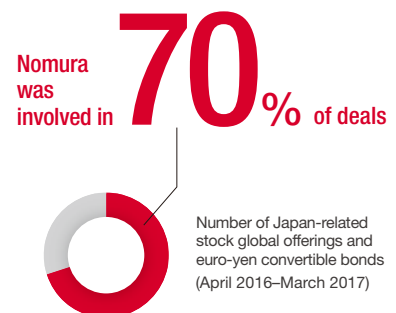 Nomura
was
involved in
70% of deals
Number of Japan-related
stock global offerings and
euro-yen convertible bonds
(April 2016–March 2017)